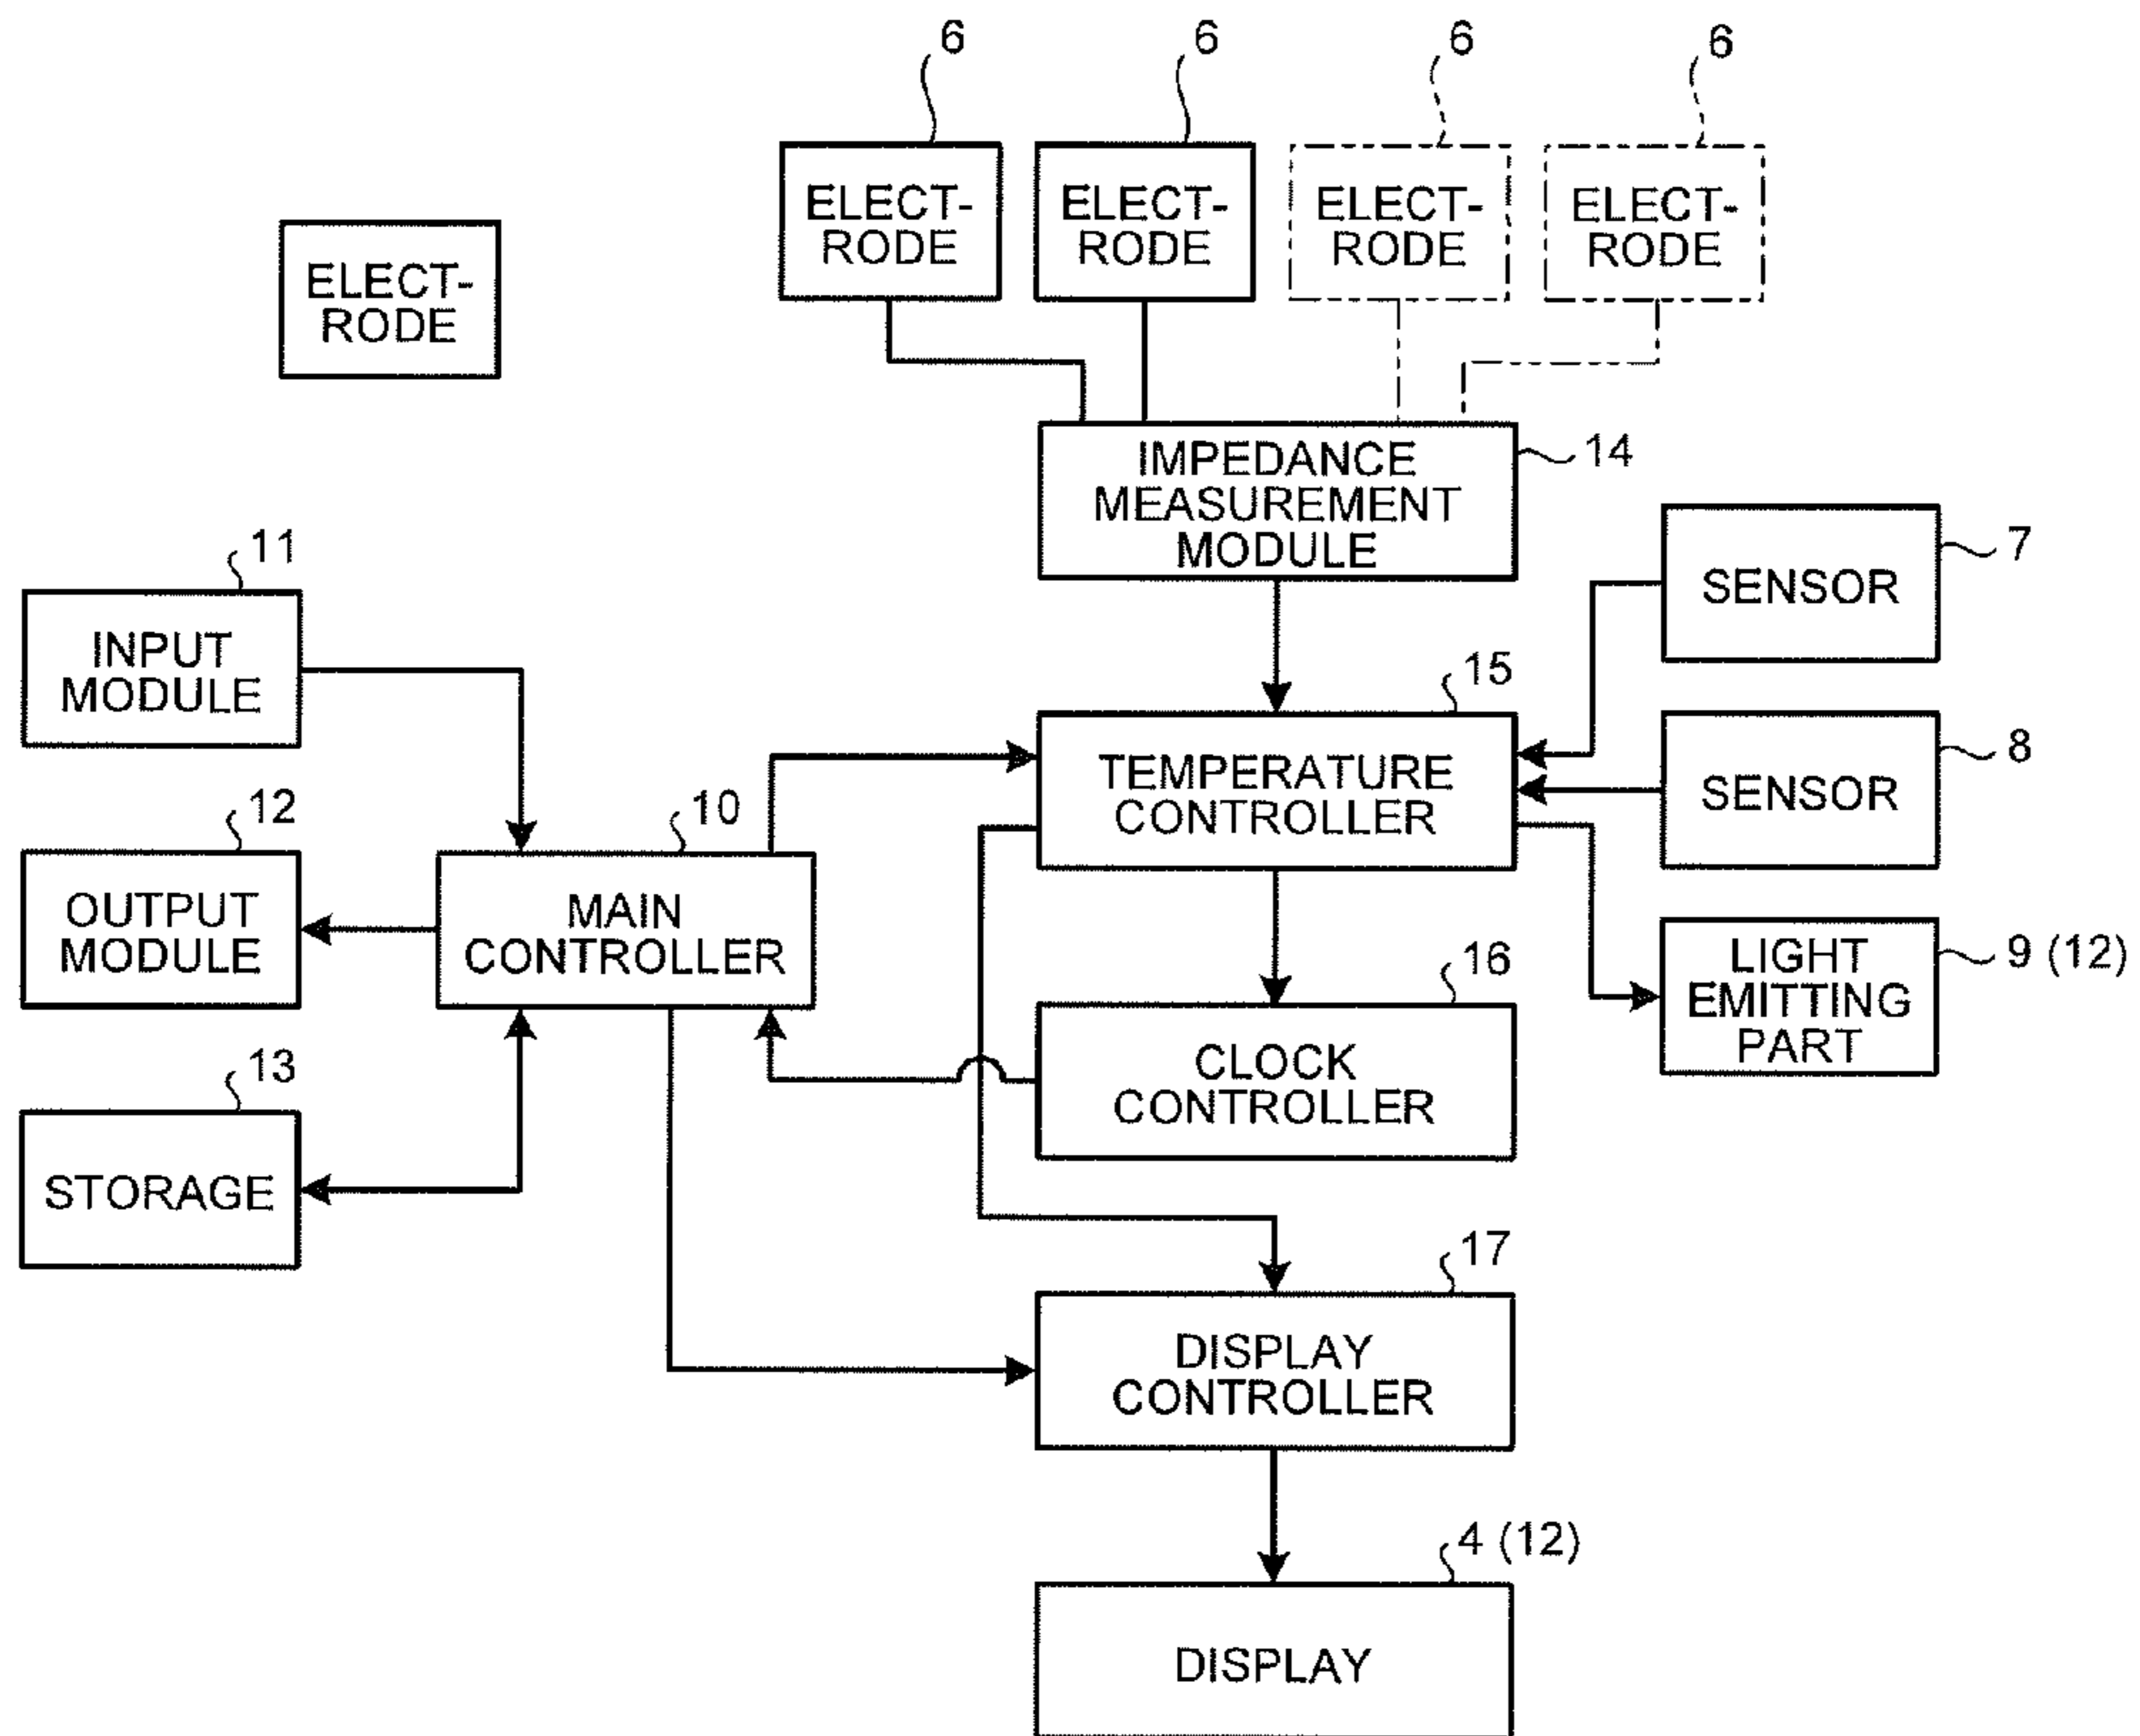 6
6
6
6
ELECT-
RODE
ELECT-
RODE
ELECT-
RODE
ELECT-
RODE
ELECT-
RODE
IMPEDANCE
MEASUREMENT
MODULE
14
SENSOR
7
11
INPUT
MODULE
15
TEMPERATURE
CONTROLLER
SENSOR
8
12
OUTPUT
MODULE
10
MAIN
CONTROLLER
16
CLOCK
CONTROLLER
LIGHT
EMITTING
PART
9 (12)
13
STORAGE
17
DISPLAY
CONTROLLER
4 (12)
DISPLAY